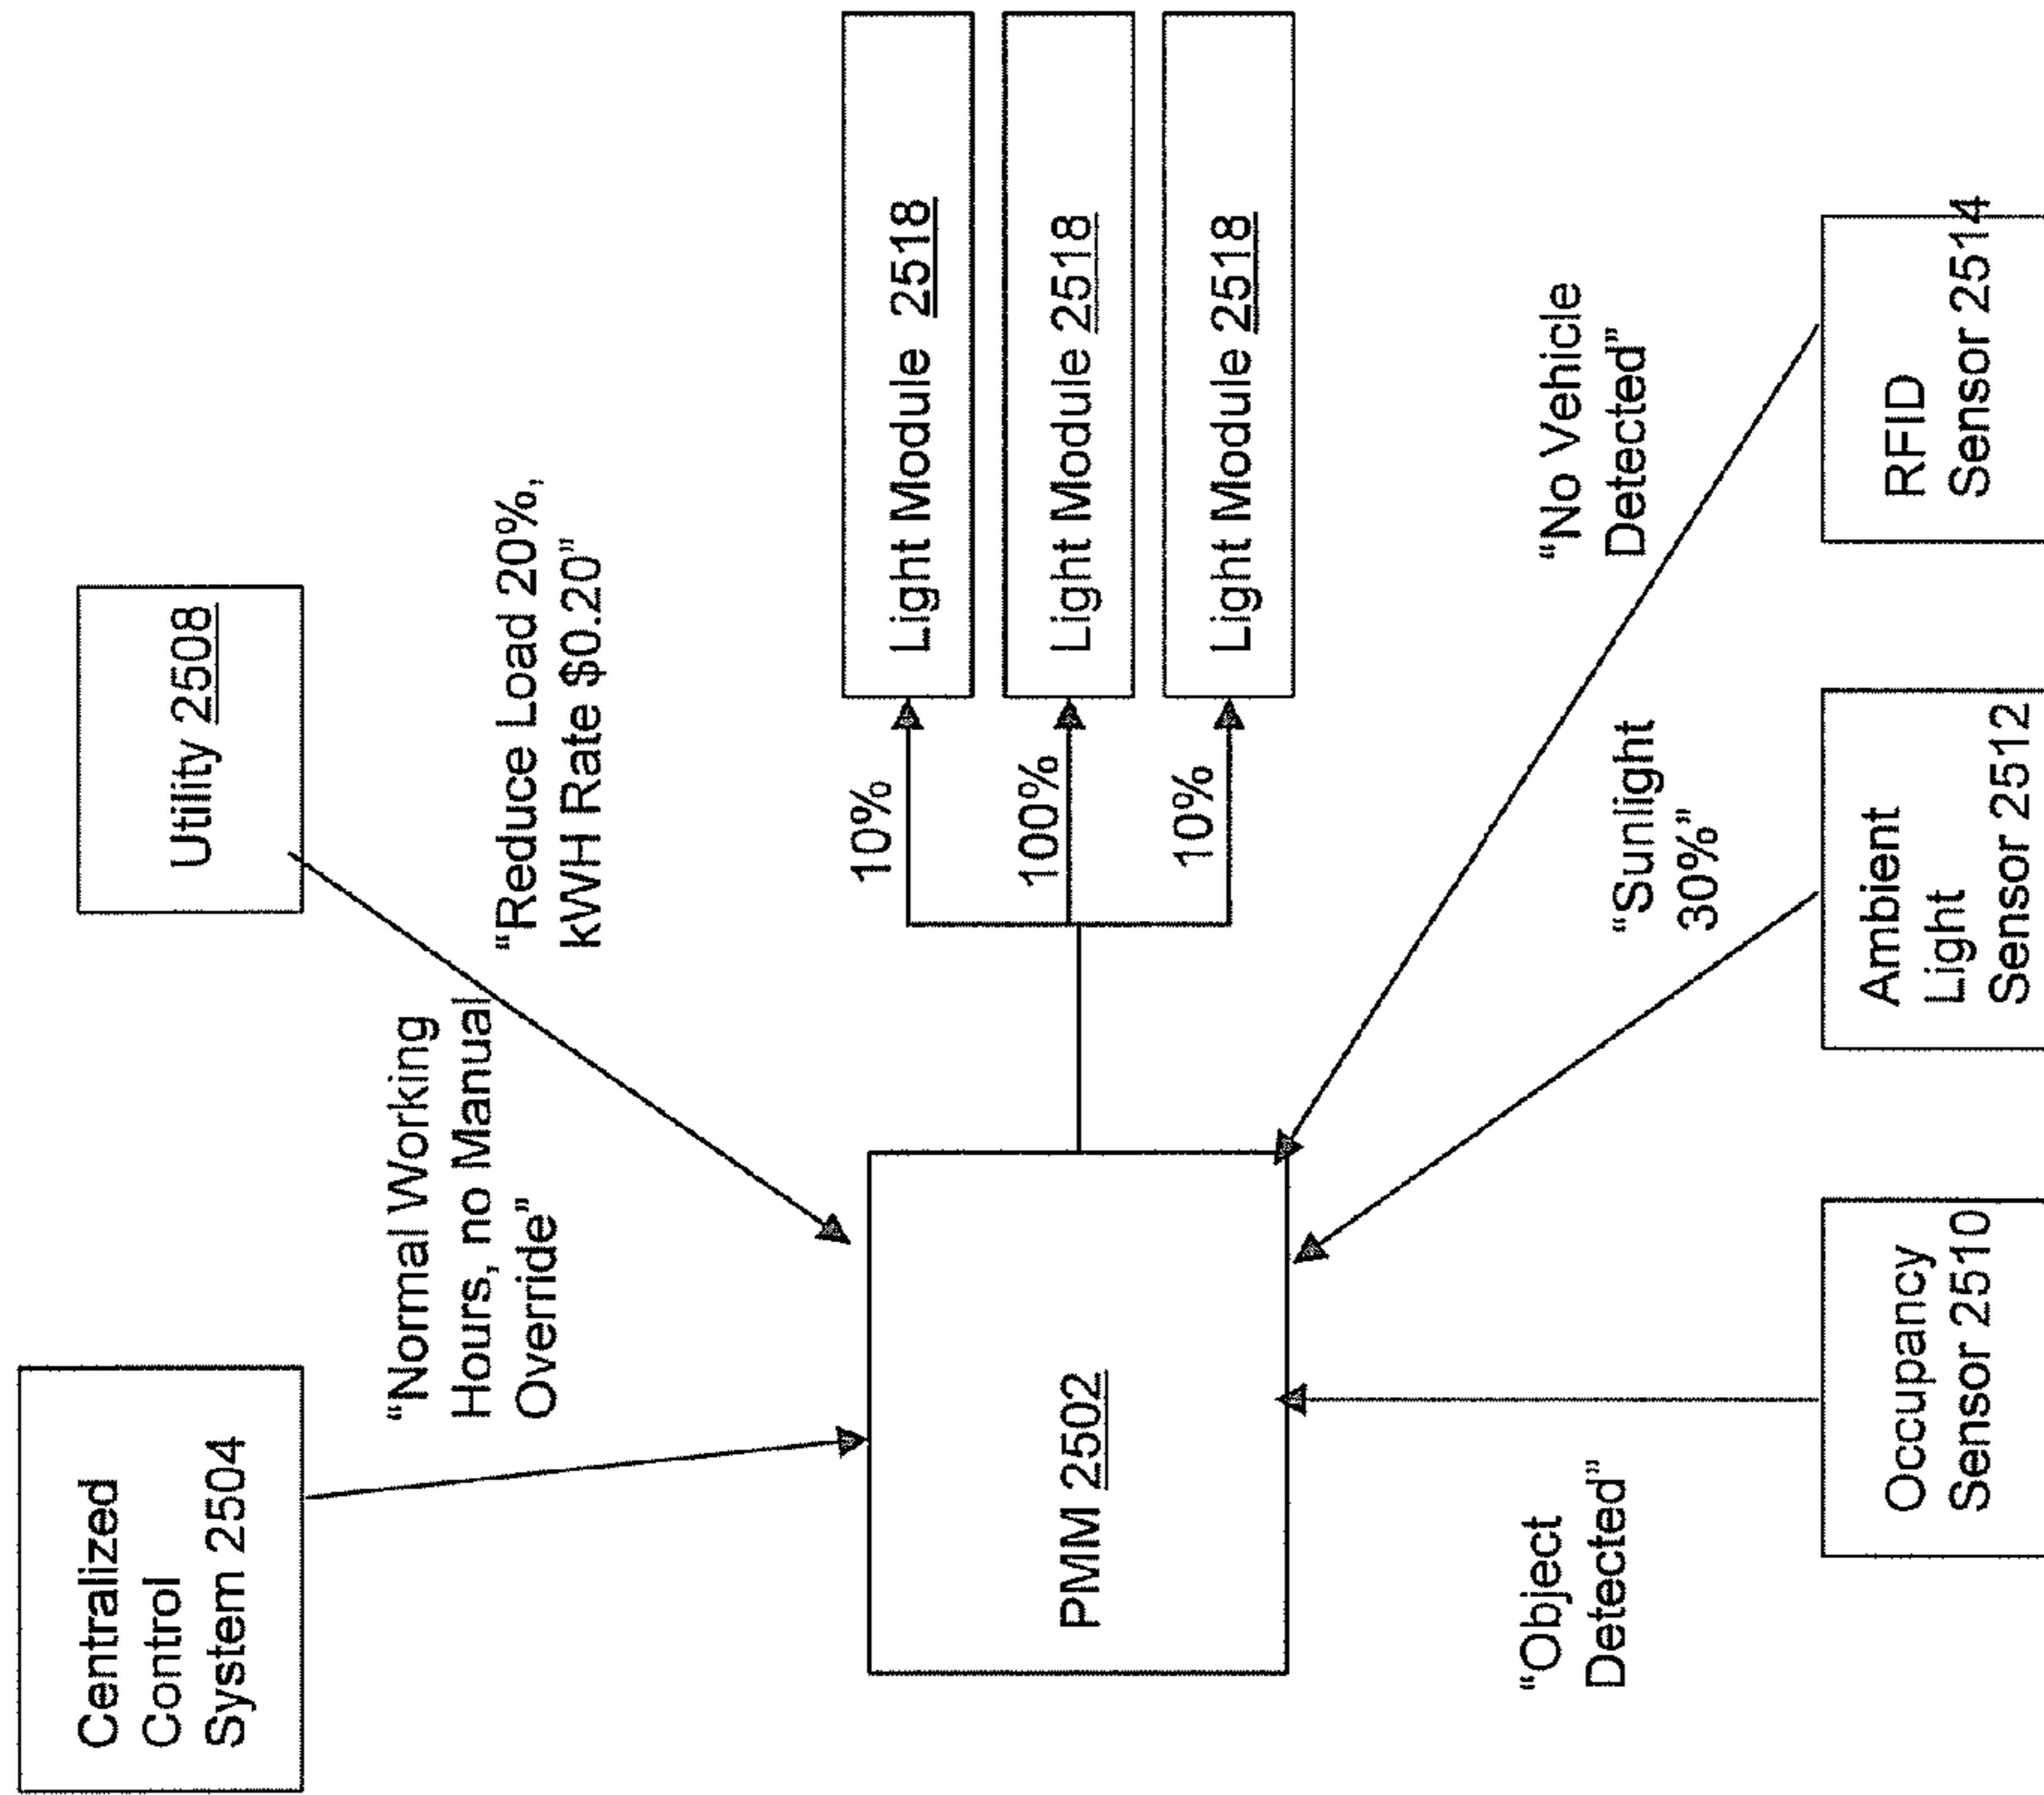 Centralized
Control
System 2504
Utility 2508
“Normal Working
Hours, no Manual
Override”
“Reduce Load 20%,
kWH Rate $0.20”
PMM 2502
10%
Light Module 2518
100%
Light Module 2518
10%
Light Module 2518
“Object
Detected”
“Sunlight
30%”
“No Vehicle
Detected”
Occupancy
Sensor 2510
Ambient
Light
Sensor 2512
RFID
Sensor 2514